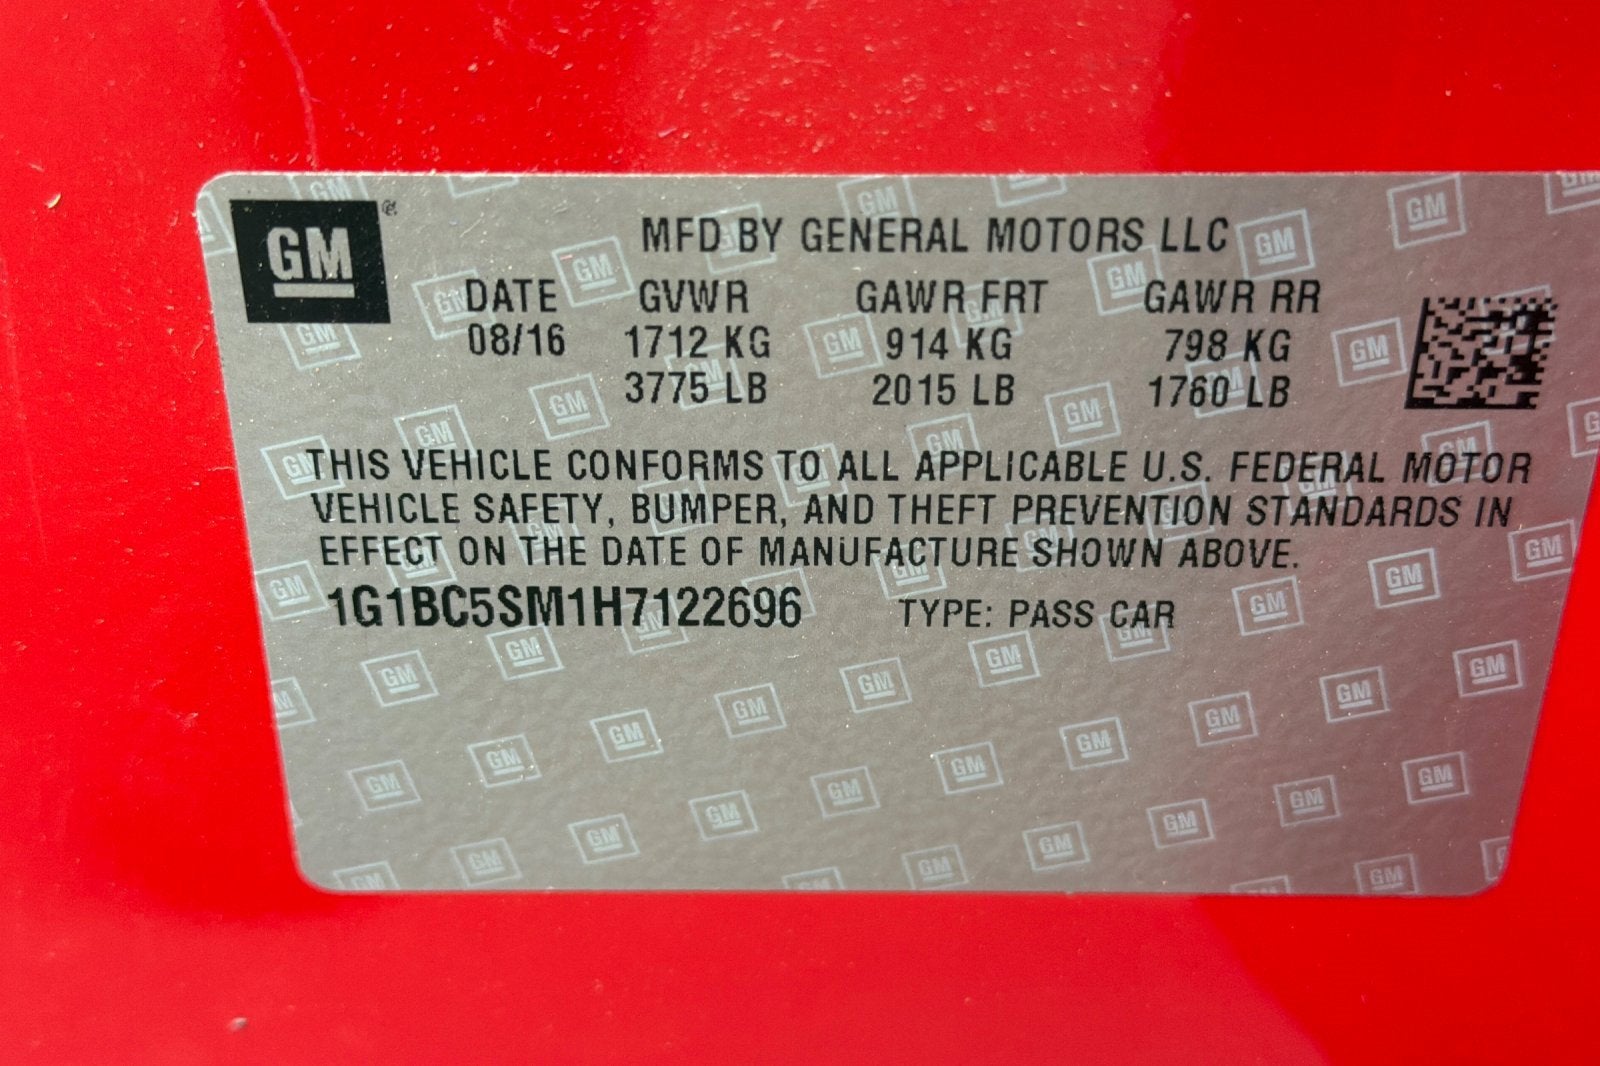 GM
MFD BY GENERAL MOTORS LLC
DATE GVWR GAWR FRT GAWR RR
08/16 1712 KG 914 KG 798 KG
3775 LB 2015 LB 1760 LB
THIS VEHICLE CONFORMS TO ALL APPLICABLE U.S. FEDERAL MOTOR
VEHICLE SAFETY, BUMPER, AND THEFT PREVENTION STANDARDS IN
EFFECT ON THE DATE OF MANUFACTURE SHOWN ABOVE.
1G1BC5SM1H7122696 TYPE: PASS CAR